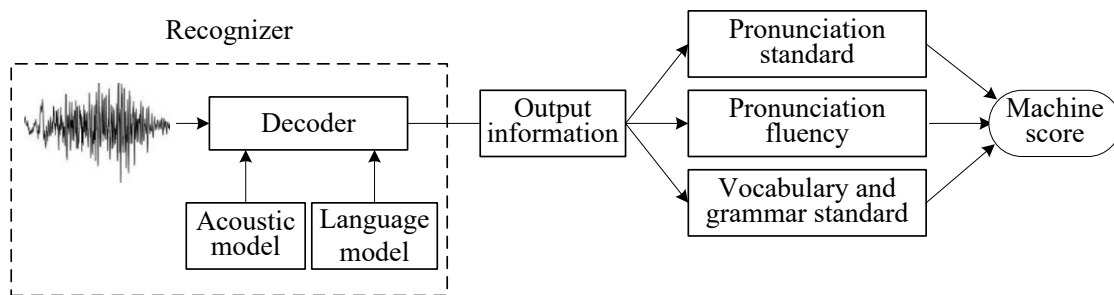 Recognizer
Decoder
Acoustic
model
Language
model
Output
information
Pronunciation
standard
Pronunciation
fluency
Vocabulary and
grammar standard
Machine
score